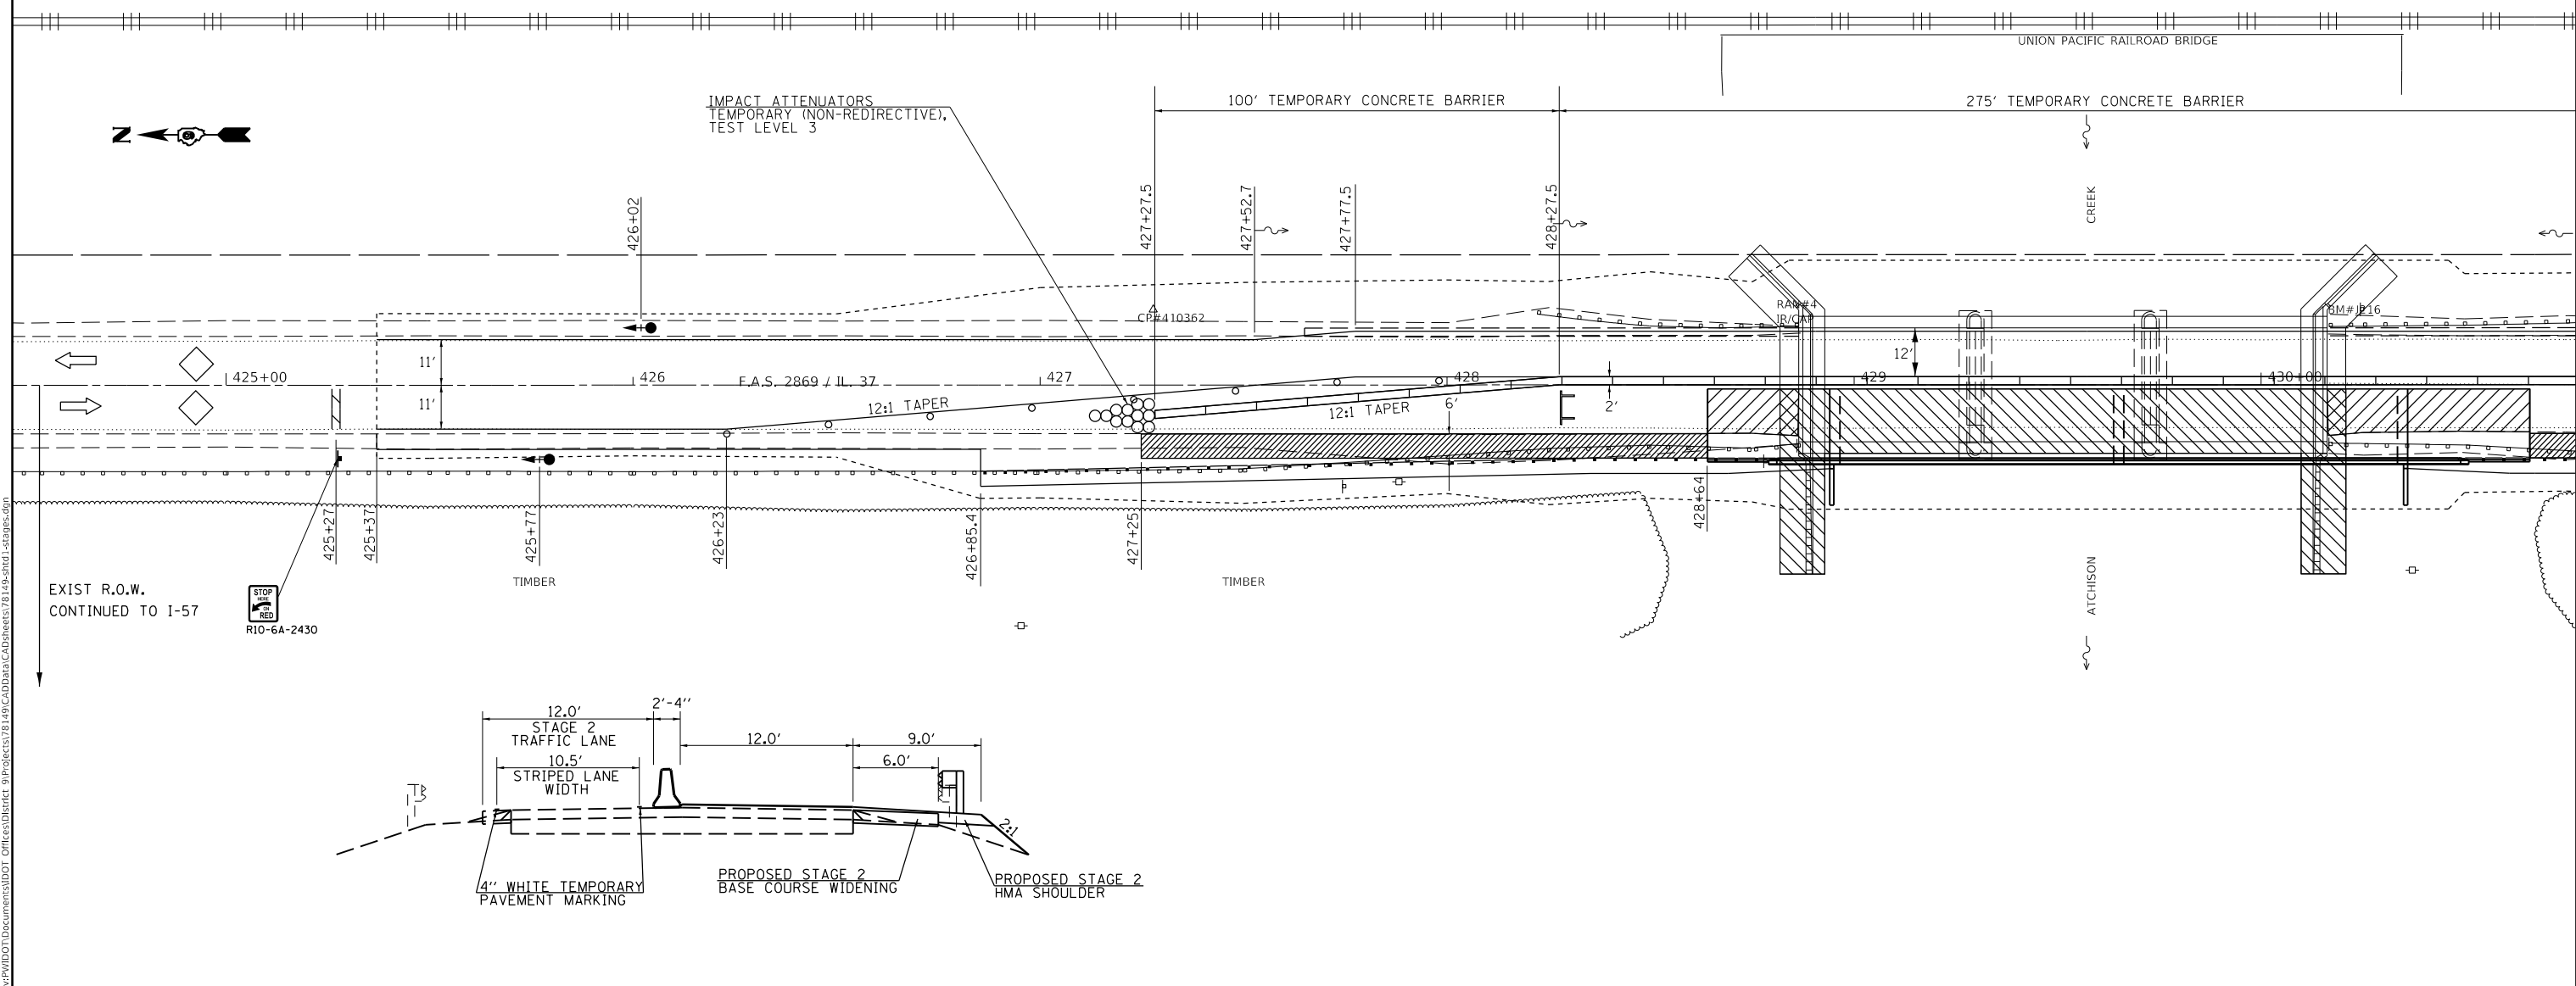 UNION PACIFIC RAILROAD BRIDGE
IMPACT ATTENUATORS
TEMPORARY (NON-REDIRECTIVE),
TEST LEVEL 3
100' TEMPORARY CONCRETE BARRIER
275' TEMPORARY CONCRETE BARRIER
N
426+02
427+27.5
427+52.7
427+77.5
428+27.5
CREEK
CP#410362
11'
11'
425+00
426
F.A.S. 2869 / IL. 37
427
428
429
430+00
12:1 TAPER
12:1 TAPER
6'
2'
12'
425+27
425+37
425+77
426+23
426+85.4
427+25
428+64
TIMBER
TIMBER
ATCHISON
EXIST R.O.W.
CONTINUED TO I-57
STOP
HERE
ON
RED
R10-6A-2430
12.0'
2'-4''
STAGE 2
TRAFFIC LANE
12.0'
9.0'
10.5'
6.0'
STRIPED LANE
WIDTH
2:1
4'' WHITE TEMPORARY
PAVEMENT MARKING
PROPOSED STAGE 2
BASE COURSE WIDENING
PROPOSED STAGE 2
HMA SHOULDER